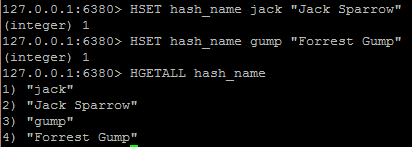 127.0.0.1:6380> HSET hash_name jack "Jack Sparrow"
(integer) 1
127.0.0.1:6380> HSET hash_name gump "Forrest Gump"
(integer) 1
127.0.0.1:6380> HGETALL hash_name
1) "jack"
2) "Jack Sparrow"
3) "gump"
4) "Forrest Gump"